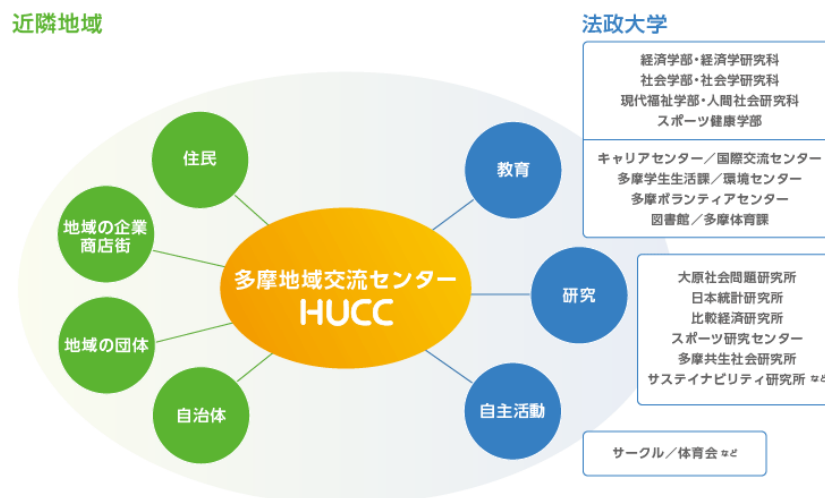 近隣地域
法政大学
住民
地域の企業
商店街
地域の団体
自治体
多摩地域交流センター
HUCC
教育
研究
自主活動
経済学部・経済学研究科
社会学部・社会学研究科
現代福祉学部・人間社会研究科
スポーツ健康学部
キャリアセンター／国際交流センター
多摩学生生活課／環境センター
多摩ボランティアセンター
図書館／多摩体育課
大原社会問題研究所
日本統計研究所
比較経済研究所
スポーツ研究センター
多摩共生社会研究所
サステイナビリティ研究所 など
サークル／体育会 など